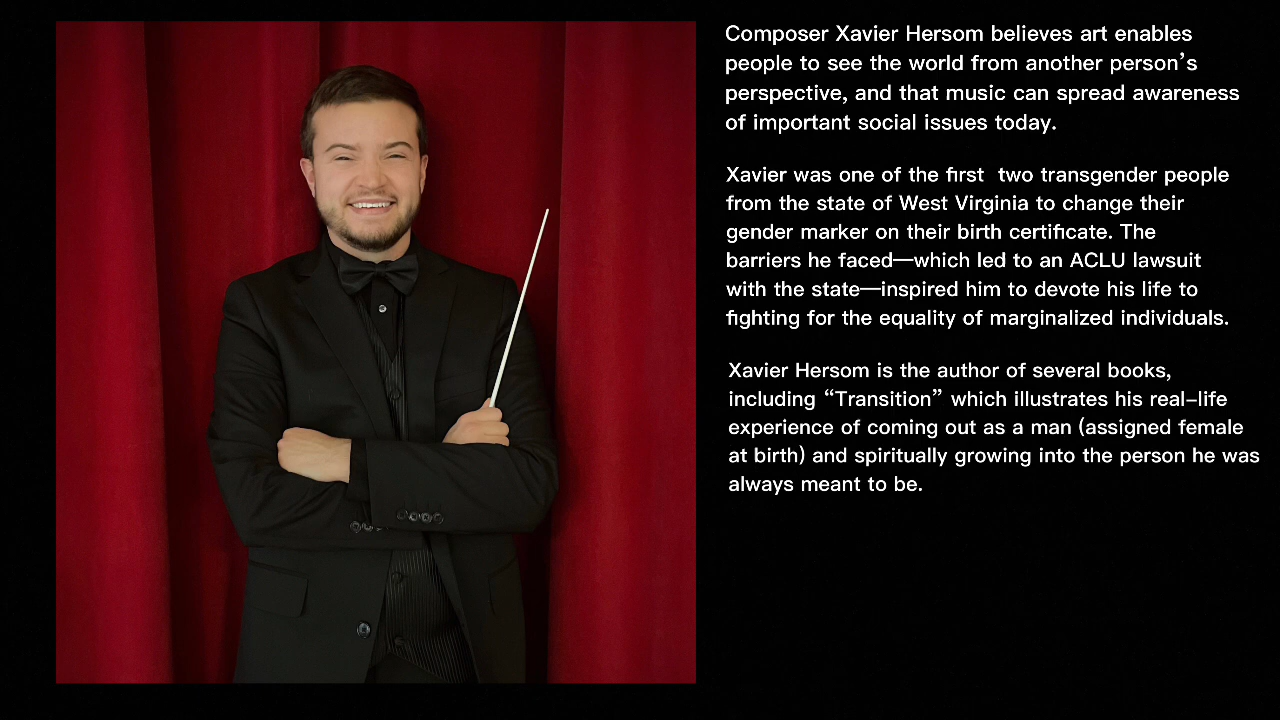 Composer Xavier Hersom believes art enables
people to see the world from another person’s
perspective, and that music can spread awareness
of important social issues today.
Xavier was one of the first  two transgender people
from the state of West Virginia to change their
gender marker on their birth certificate. The
barriers he faced—which led to an ACLU lawsuit
with the state—inspired him to devote his life to
fighting for the equality of marginalized individuals.
Xavier Hersom is the author of several books,
including “Transition” which illustrates his real–life
experience of coming out as a man (assigned female
at birth) and spiritually growing into the person he was
always meant to be.